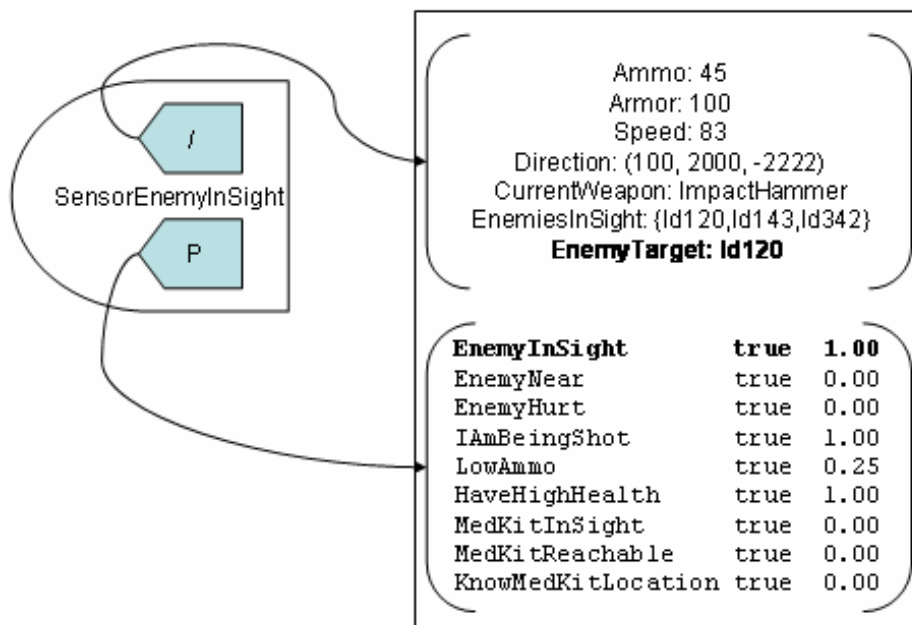 I
SensorEnemyInSight
P
Ammo: 45
Armor: 100
Speed: 83
Direction: (100, 2000, -2222)
CurrentWeapon: ImpactHammer
EnemiesInSight: {Id120,Id143,Id342}
EnemyTarget: Id120
EnemyInSight true 1.00
EnemyNear true 0.00
EnemyHurt true 0.00
IAmBeingShot true 1.00
LowAmmo true 0.25
HaveHighHealth true 1.00
MedKitInSight true 0.00
MedKitReachable true 0.00
KnowMedKitLocation true 0.00